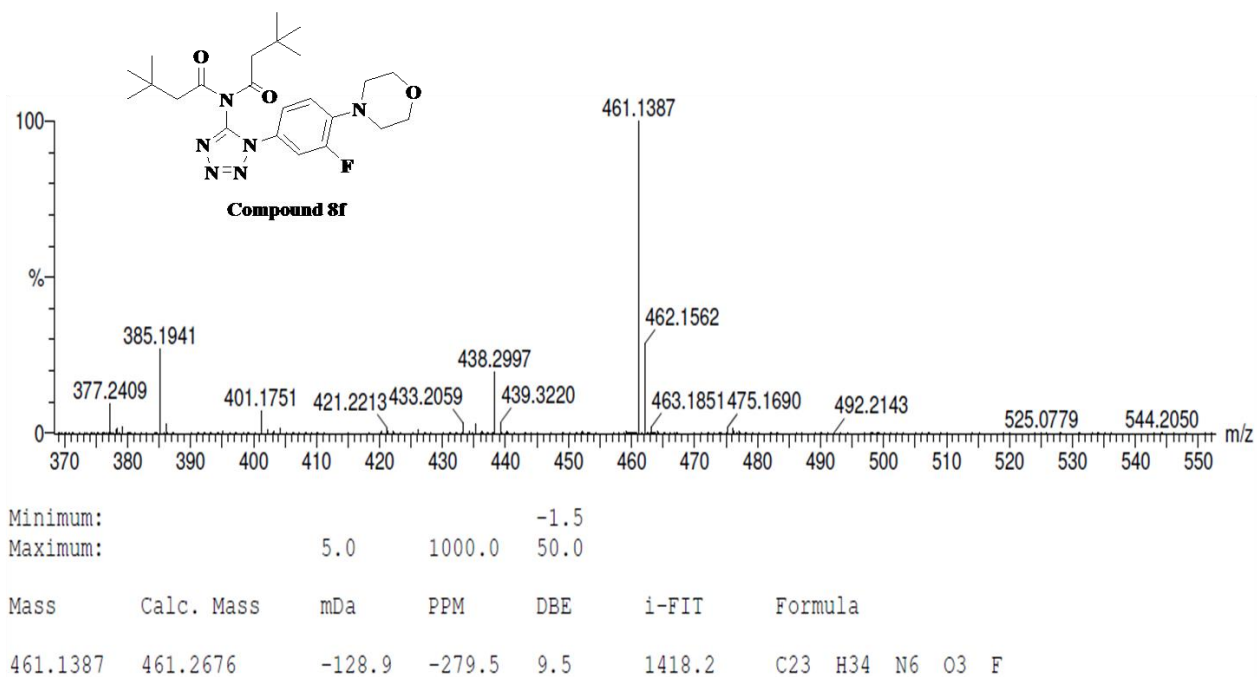 O
N
O
N
O
N
N
N=N
F
Compound 8f
100
%
0
461.1387
462.1562
385.1941
438.2997
377.2409
401.1751
421.2213
433.2059
439.3220
463.1851
475.1690
492.2143
525.0779
544.2050
m/z
370 380 390 400 410 420 430 440 450 460 470 480 490 500 510 520 530 540 550
Minimum: -1.5
Maximum: 5.0 1000.0 50.0
Mass Calc. Mass mDa PPM DBE i-FIT Formula
461.1387 461.2676 -128.9 -279.5 9.5 1418.2 C23 H34 N6 O3 F